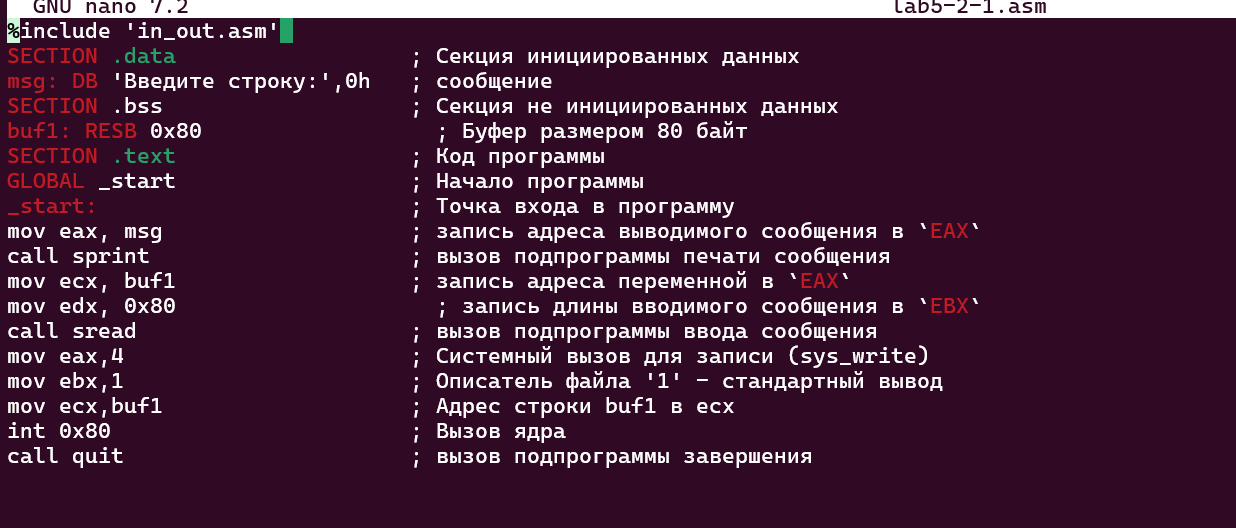 GNU nano 7.2 lab5-2-1.asm
%include 'in_out.asm'
SECTION .data ; Секция инициированных данных
msg: DB 'Введите строку:',0h ; сообщение
SECTION .bss ; Секция не инициированных данных
buf1: RESB 0x80 ; Буфер размером 80 байт
SECTION .text ; Код программы
GLOBAL _start ; Начало программы
_start: ; Точка входа в программу
mov eax, msg ; запись адреса выводимого сообщения в `EAX`
call sprint ; вызов подпрограммы печати сообщения
mov ecx, buf1 ; запись адреса переменной в `EAX`
mov edx, 0x80 ; запись длины вводимого сообщения в `EBX`
call sread ; вызов подпрограммы ввода сообщения
mov eax,4 ; Системный вызов для записи (sys_write)
mov ebx,1 ; Описатель файла '1' - стандартный вывод
mov ecx,buf1 ; Адрес строки buf1 в ecx
int 0x80 ; Вызов ядра
call quit ; вызов подпрограммы завершения